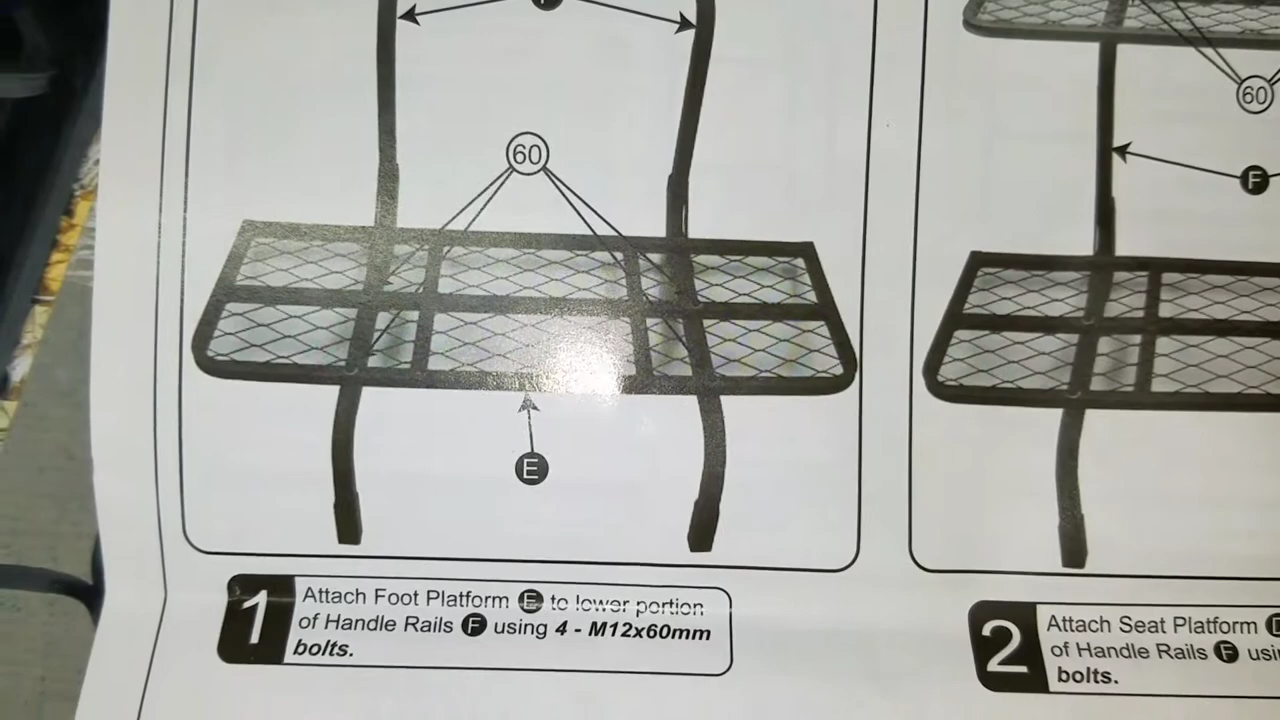 F
60
E
1
Attach Foot Platform E to lower portion
of Handle Rails F using 4 - M12x60mm
bolts.
60
F
2
Attach Seat Platform
of Handle Rails F
bolts.